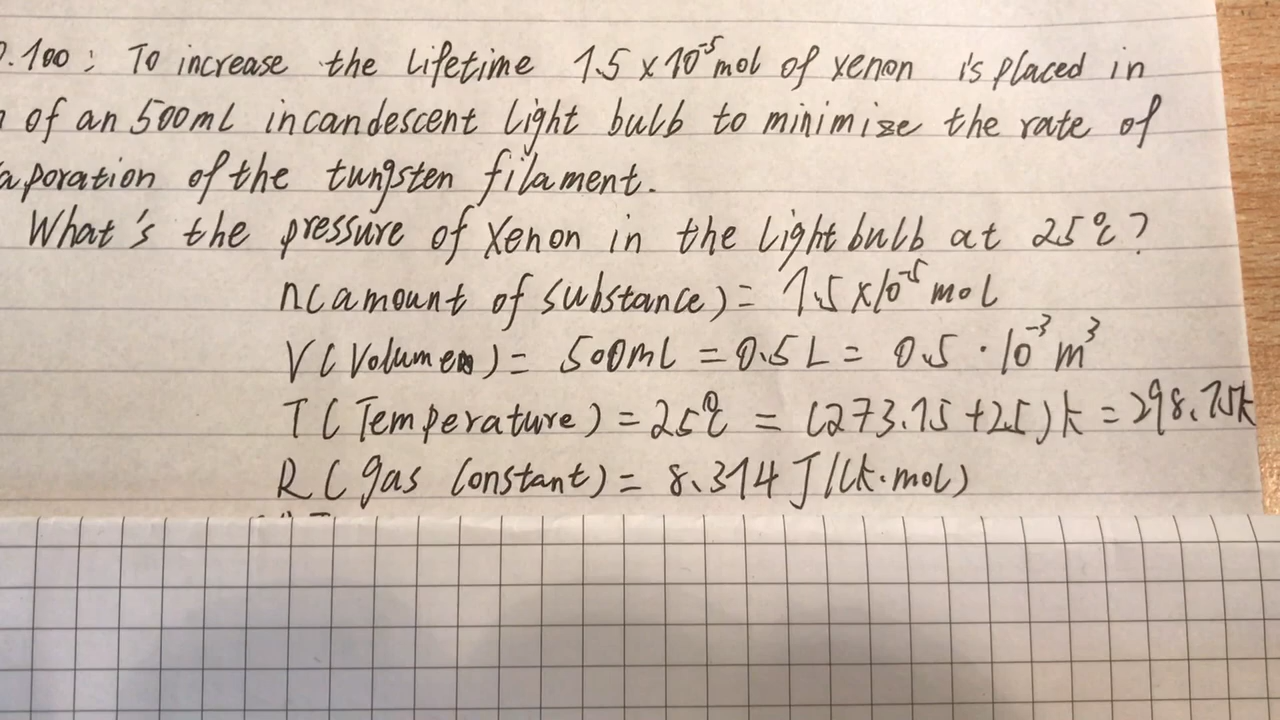 .100: To increase the lifetime 1.5 x 10⁻⁵ mol of xenon is placed in
of an 500ml incandescent light bulb to minimize the rate of
aporation of the tungsten filament.
What's the pressure of xenon in the light bulb at 25℃?
n(amount of substance) = 1.5 x 10⁻⁵ mol
V(Volume) = 500ml = 0.5L = 0.5 · 10⁻³ m³
T(Temperature) = 25℃ = (273.15 + 25)k = 298.15k
R(gas constant) = 8.314 J/(k·mol)